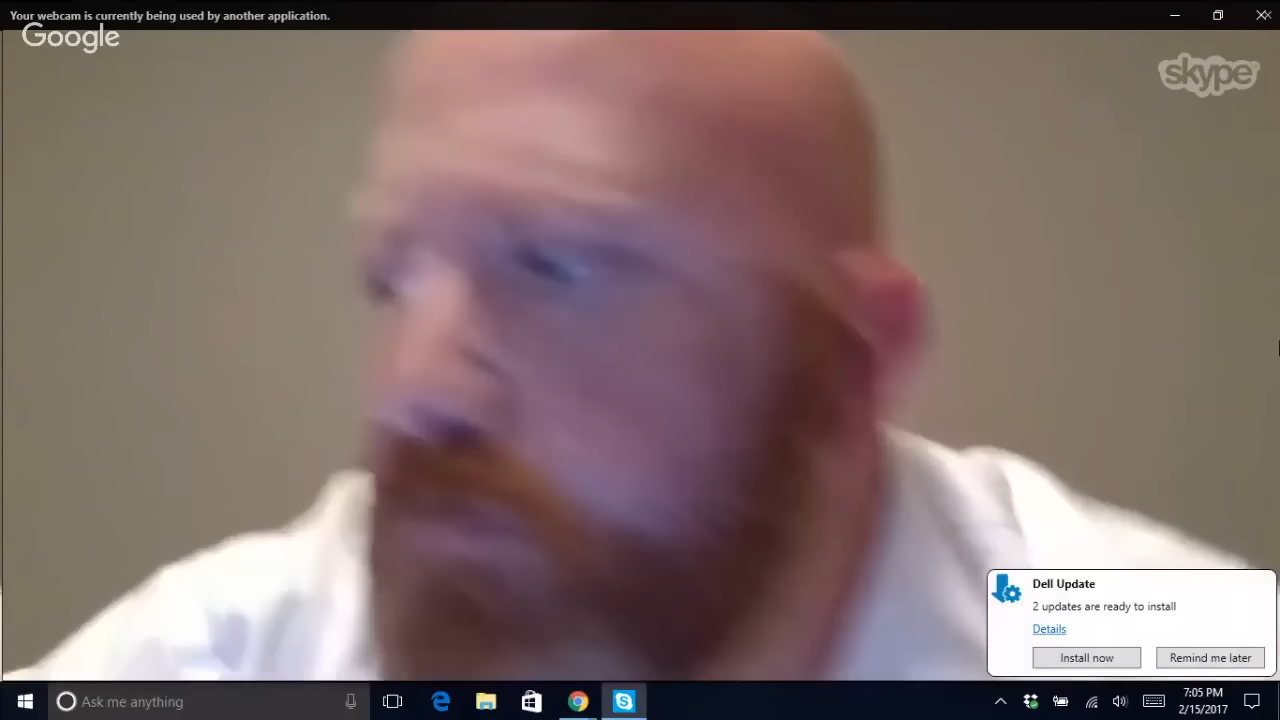 Your webcam is currently being used by another application.
Google
skype
Dell Update
2 updates are ready to install
Details
Install now
Remind me later
Ask me anything
7:05 PM
2/15/2017